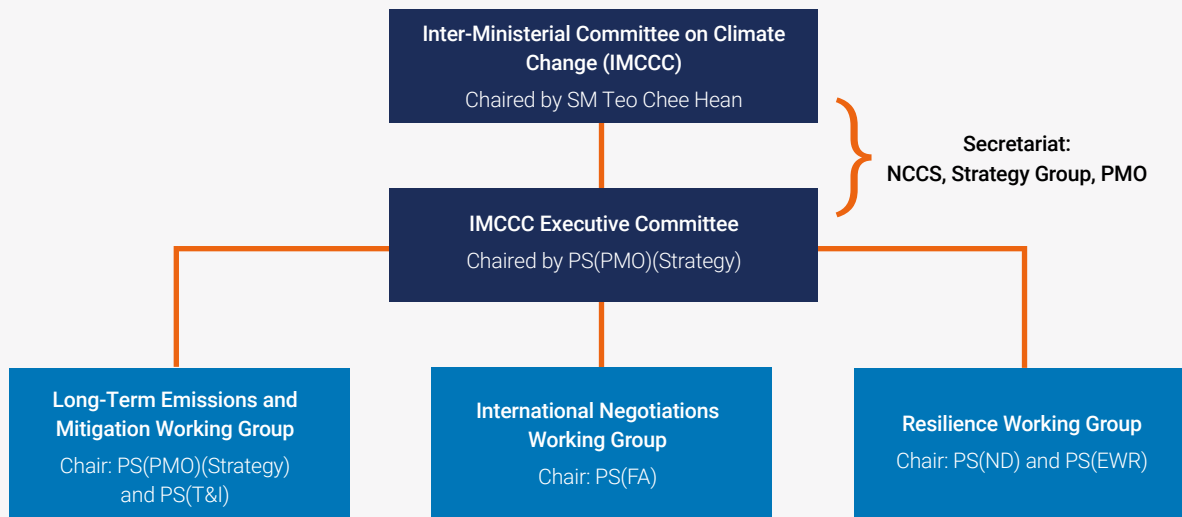 Inter-Ministerial Committee on Climate
Change (IMCCC)
Chaired by SM Teo Chee Hean
Secretariat:
NCCS, Strategy Group, PMO
IMCCC Executive Committee
Chaired by PS(PMO)(Strategy)
Long-Term Emissions and
Mitigation Working Group
Chair: PS(PMO)(Strategy)
and PS(T&I)
International Negotiations
Working Group
Chair: PS(FA)
Resilience Working Group
Chair: PS(ND) and PS(EWR)